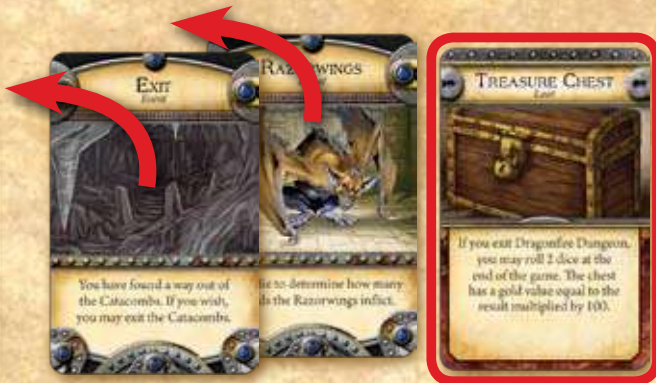 Exit
Event
You have found a way out of
the Catacombs. If you wish,
you may exit the Catacombs.
Razorwings
to determine how many
the Razorwings inflict.
Treasure Chest
Loot
If you exit Dragonfire Dungeon,
you may roll 2 dice at the
end of the game. The chest
has a gold value equal to the
result multiplied by 100.